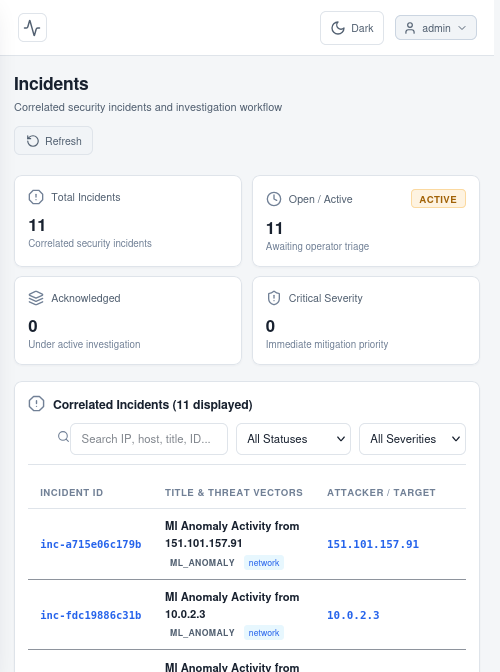 Dark
admin
Incidents
Correlated security incidents and investigation workflow
Refresh
Total Incidents
11
Correlated security incidents
Open / Active
ACTIVE
11
Awaiting operator triage
Acknowledged
0
Under active investigation
Critical Severity
0
Immediate mitigation priority
Correlated Incidents (11 displayed)
Search IP, host, title, ID...
All Statuses
All Severities
INCIDENT ID
TITLE & THREAT VECTORS
ATTACKER / TARGET
inc-a715e06c179b
Ml Anomaly Activity from
151.101.157.91
ML_ANOMALY
network
151.101.157.91
inc-fdc19886c31b
Ml Anomaly Activity from
10.0.2.3
ML_ANOMALY
network
10.0.2.3
Ml Anomaly Activity from